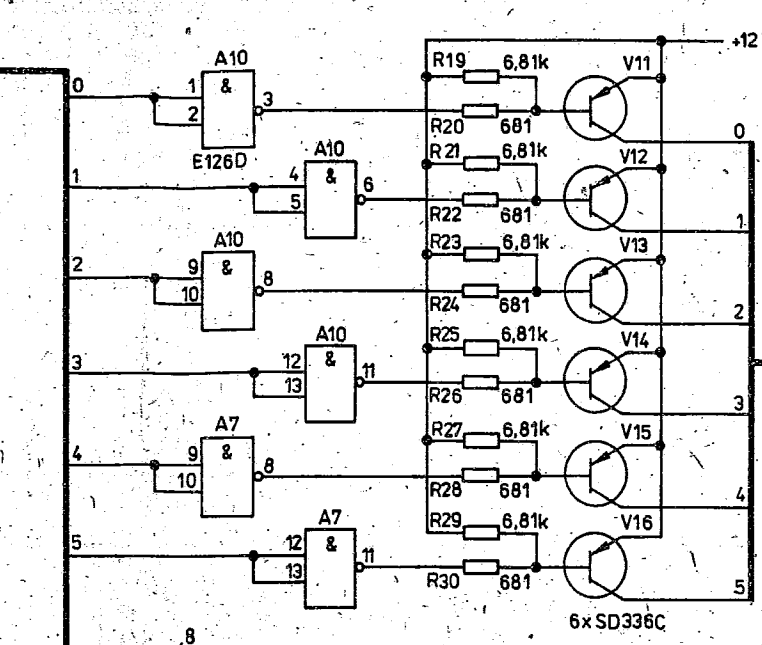 +12
A10
R19 6,81k V11
0 1 & 3
2
R20 681
E126D
0
A10
R21 6,81k V12
1 4 & 6
5
R22 681
1
A10
R23 6,81k V13
2 9 & 8
10
R24 681
2
A10
R25 6,81k V14
3 12 & 11
13
R26 681
3
A7
R27 6,81k V15
4 9 & 8
10
R28 681
4
A7
R29 6,81k V16
5 12 & 11
13
R30 681
5
6x SD336C
8